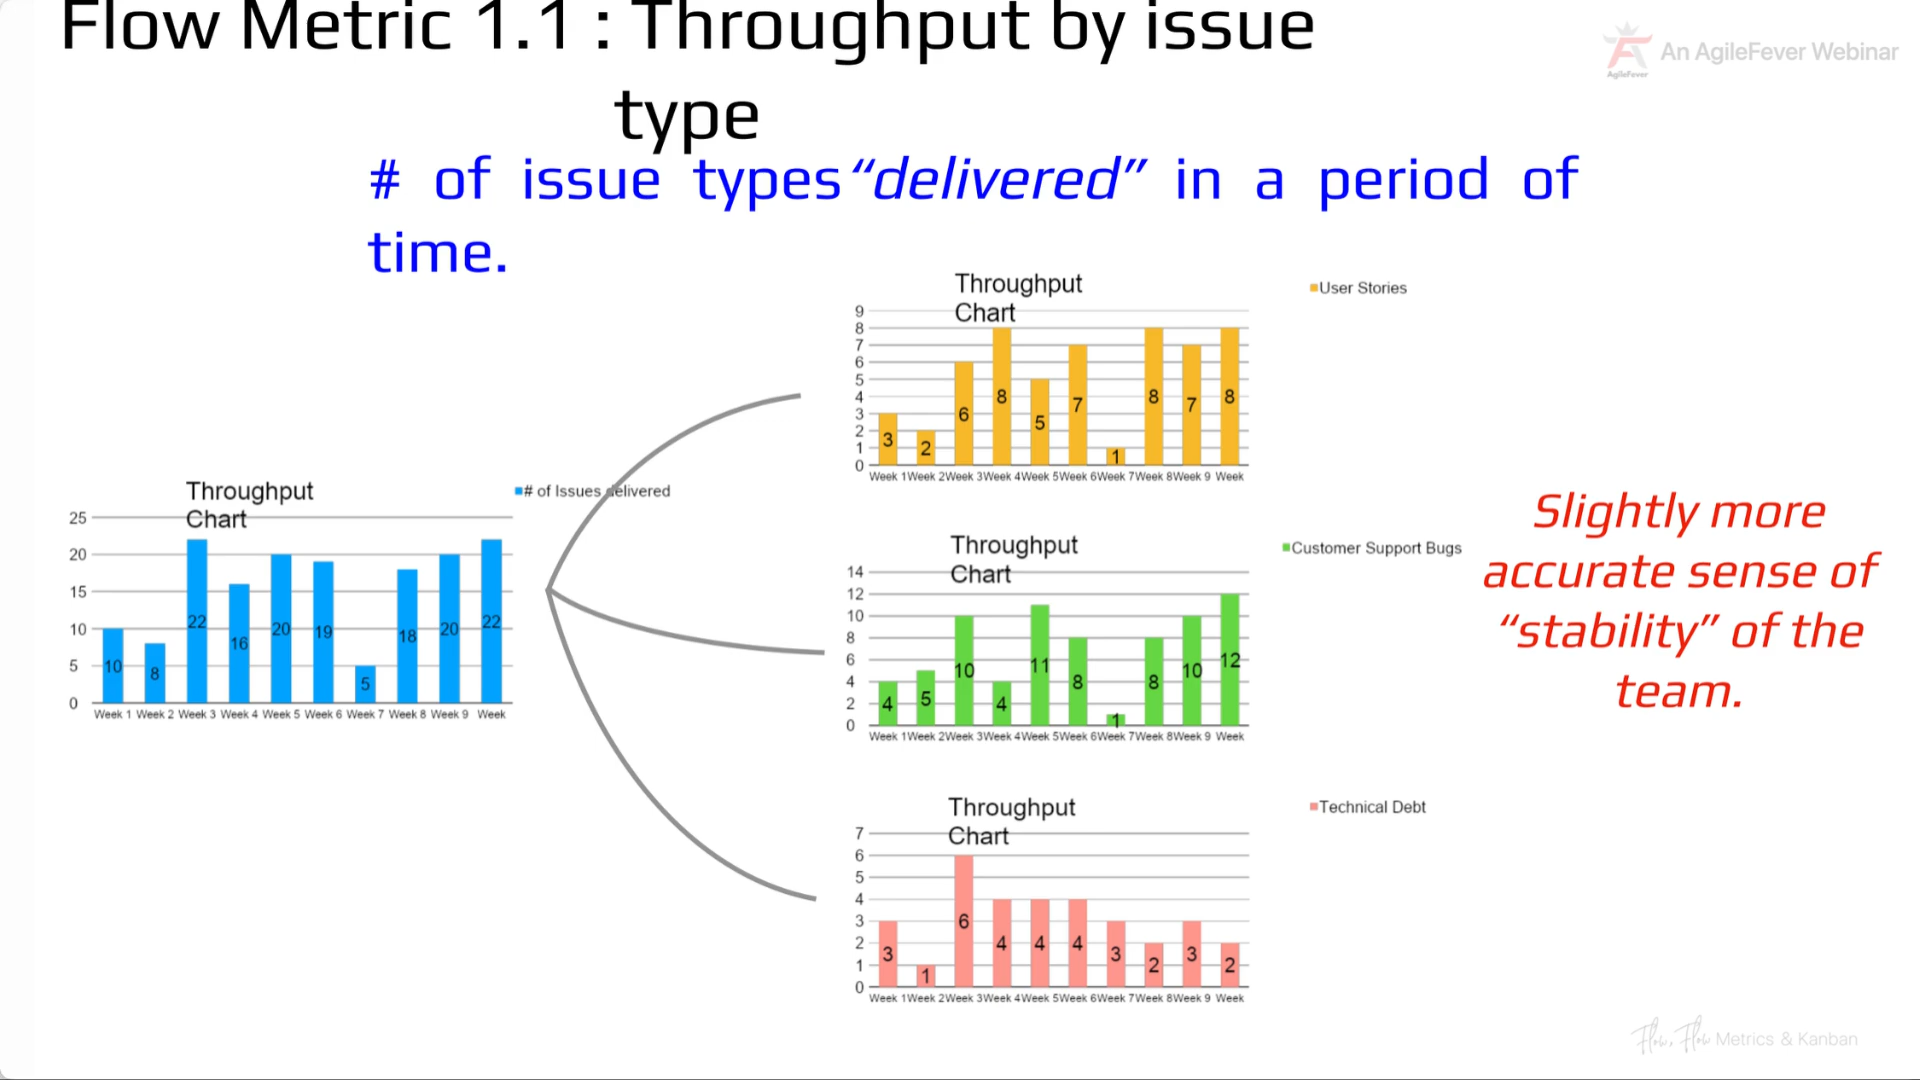 Flow Metric 1.1 : Throughput by issue
type
An AgileFever Webinar
AgileFever
# of issue types “delivered” in a period of
time.
Throughput
Chart
# of Issues delivered
25
20
15
10
5
0
10 8 22 16 20 19 5 18 20 22
Week 1 Week 2 Week 3 Week 4 Week 5 Week 6 Week 7 Week 8 Week 9 Week
Throughput
Chart
User Stories
9
8
7
6
5
4
3
2
1
0
3 2 6 8 5 7 1 8 7 8
Week 1 Week 2 Week 3 Week 4 Week 5 Week 6 Week 7 Week 8 Week 9 Week
Throughput
Chart
Customer Support Bugs
14
12
10
8
6
4
2
0
4 5 10 4 11 8 1 8 10 12
Week 1 Week 2 Week 3 Week 4 Week 5 Week 6 Week 7 Week 8 Week 9 Week
Throughput
Chart
Technical Debt
7
6
5
4
3
2
1
0
3 1 6 4 4 4 3 2 3 2
Week 1 Week 2 Week 3 Week 4 Week 5 Week 6 Week 7 Week 8 Week 9 Week
Slightly more
accurate sense of
“stability” of the
team.
Flow, Flow Metrics & Kanban